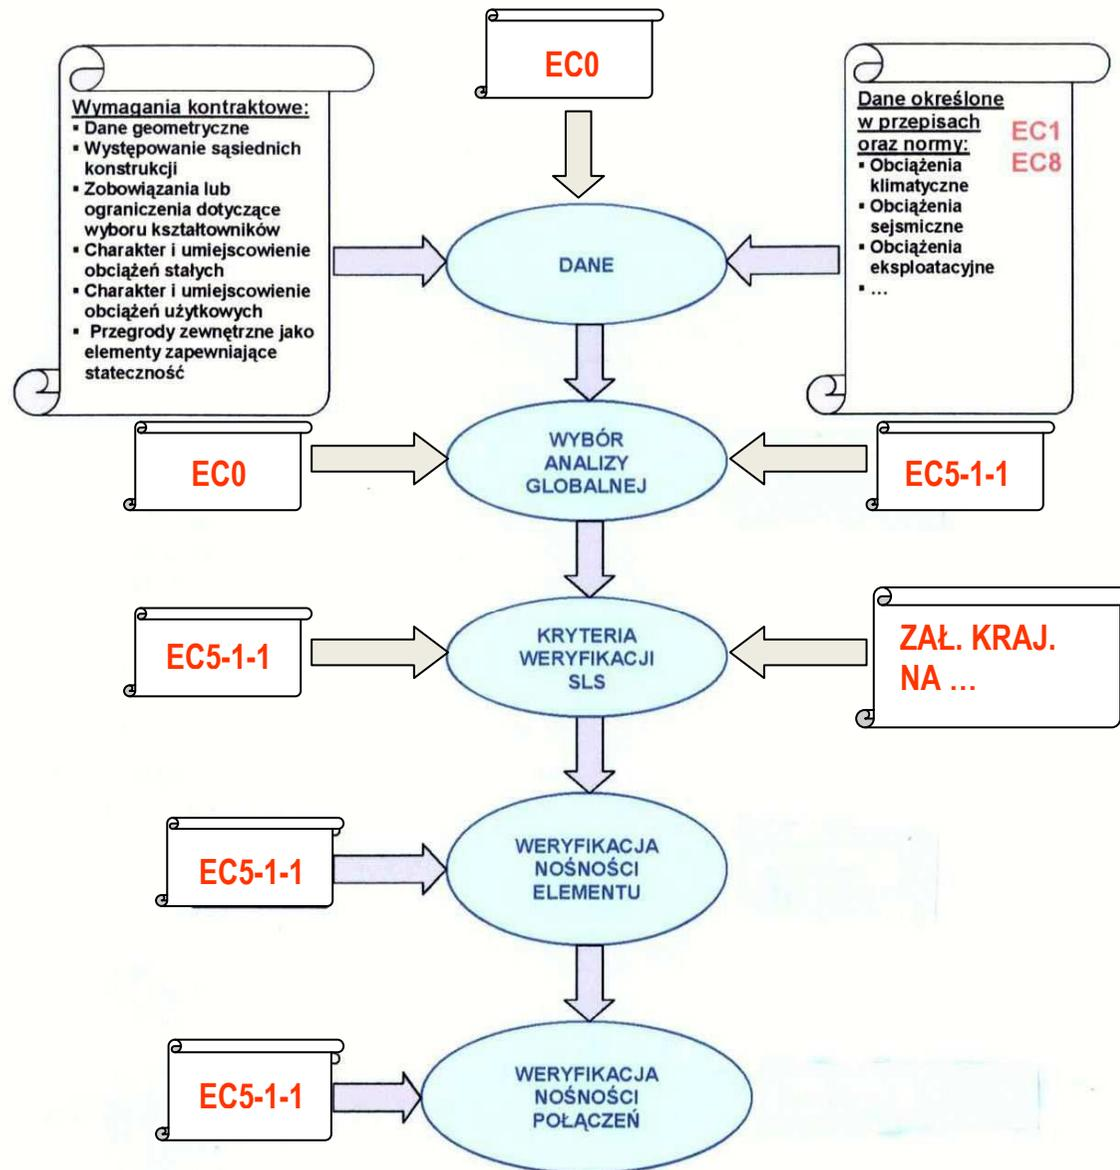 EC0
Wymagania kontraktowe:
▪ Dane geometryczne
▪ Występowanie sąsiednich
konstrukcji
▪ Zobowiązania lub
ograniczenia dotyczące
wyboru kształtowników
▪ Charakter i umiejscowienie
obciążeń stałych
▪ Charakter i umiejscowienie
obciążeń użytkowych
▪ Przegrody zewnętrzne jako
elementy zapewniające
stateczność
Dane określone
w przepisach
oraz normy:
EC1
EC8
▪ Obciążenia
klimatyczne
▪ Obciążenia
sejsmiczne
▪ Obciążenia
eksploatacyjne
▪ ...
DANE
EC0
WYBÓR
ANALIZY
GLOBALNEJ
EC5-1-1
EC5-1-1
KRYTERIA
WERYFIKACJI
SLS
ZAŁ. KRAJ.
NA ...
EC5-1-1
WERYFIKACJA
NOŚNOŚCI
ELEMENTU
EC5-1-1
WERYFIKACJA
NOŚNOŚCI
POŁĄCZEŃ